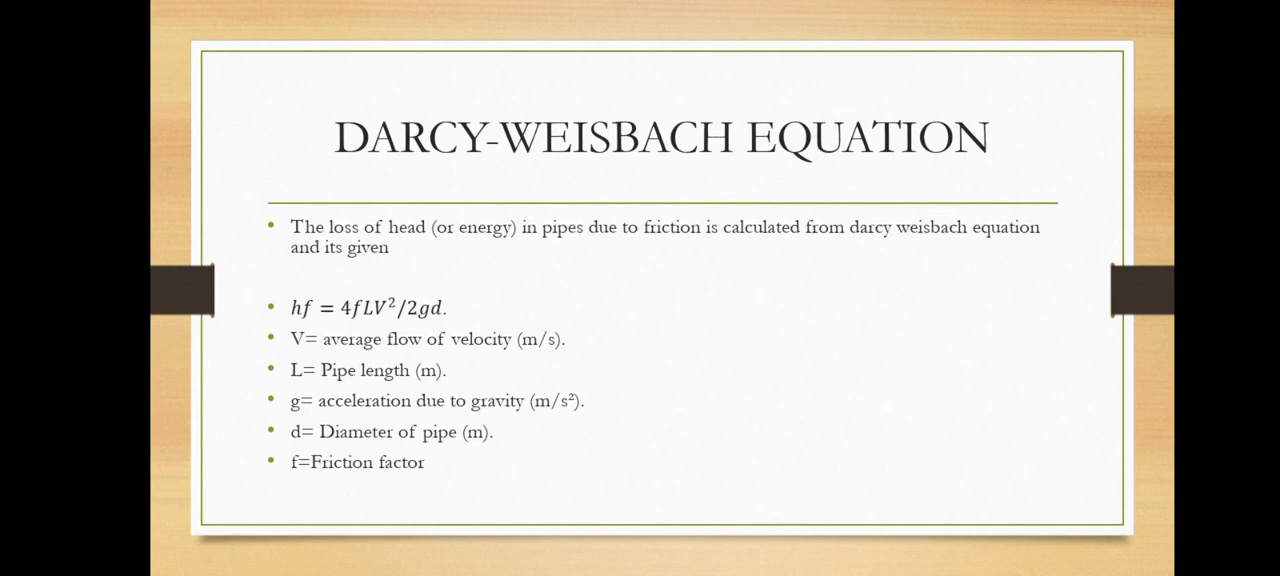 DARCY-WEISBACH EQUATION
• The loss of head (or energy) in pipes due to friction is calculated from darcy weisbach equation
and its given
• hf = 4fLV²/2gd.
• V= average flow of velocity (m/s).
• L= Pipe length (m).
• g= acceleration due to gravity (m/s²).
• d= Diameter of pipe (m).
• f=Friction factor